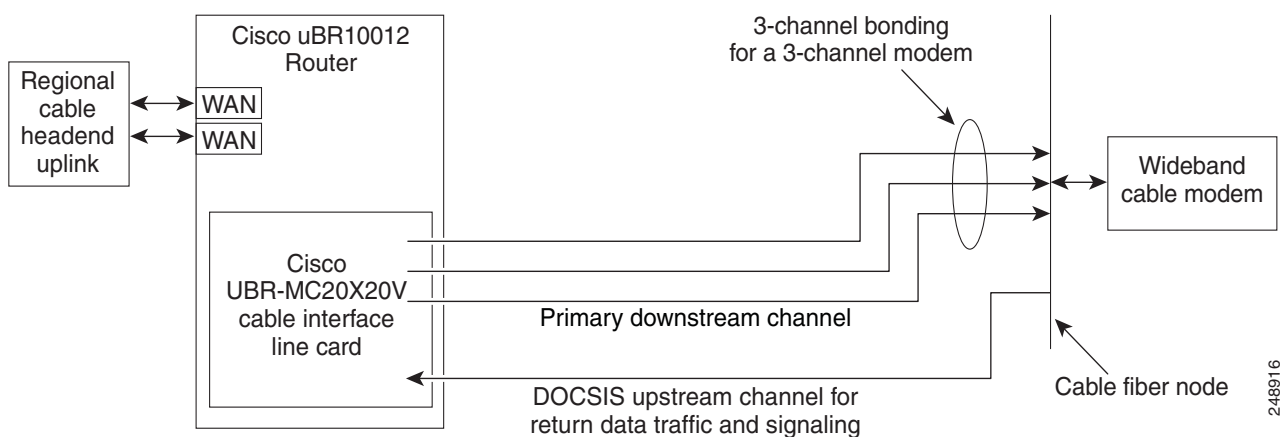 Regional
cable
headend
uplink
Cisco uBR10012
Router
WAN
WAN
Cisco
UBR-MC20X20V
cable interface
line card
3-channel bonding
for a 3-channel modem
Primary downstream channel
DOCSIS upstream channel for
return data traffic and signaling
Wideband
cable modem
Cable fiber node
248916